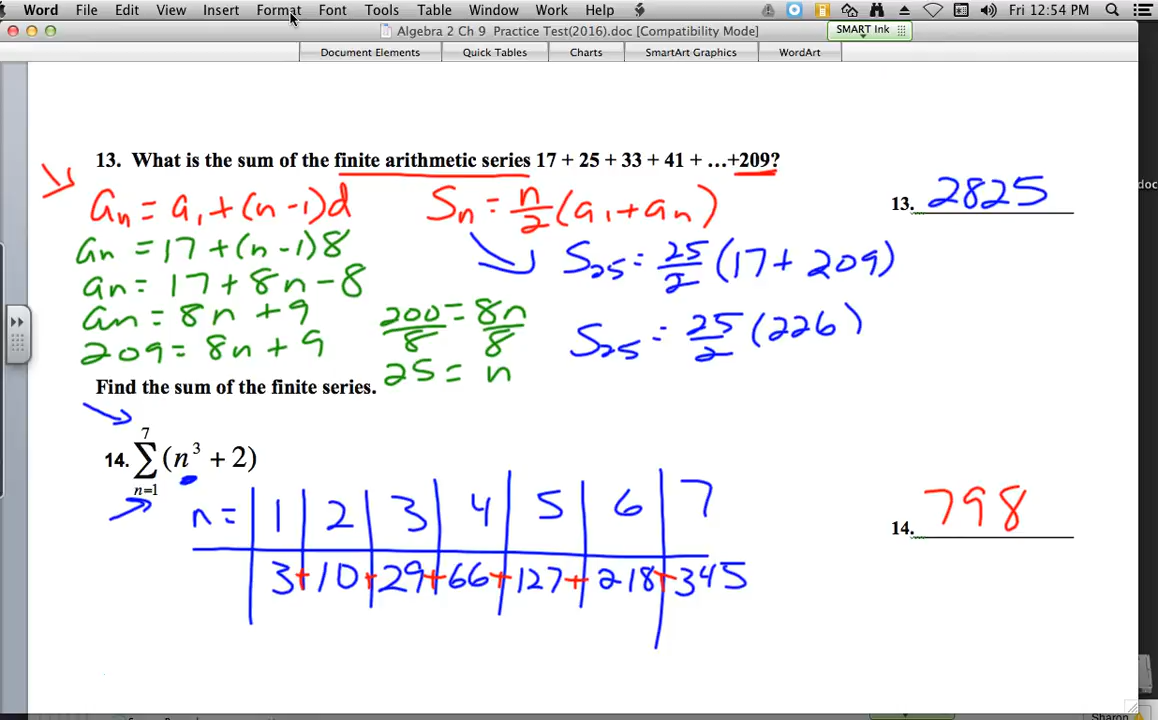 Word File Edit View Insert Format Font Tools Table Window Work Help Fri 12:54 PM
Algebra 2 Ch 9 Practice Test(2016).doc [Compatibility Mode]
SMART Ink
Document Elements Quick Tables Charts SmartArt Graphics WordArt
13. What is the sum of the finite arithmetic series 17 + 25 + 33 + 41 + …+209?
13. 2825
an = a1 + (n-1)d
Sn = n/2 (a1 + an)
an = 17 + (n-1)8
S25 = 25/2 (17 + 209)
an = 17 + 8n - 8
an = 8n + 9
200/8 = 8n/8
S25 = 25/2 (226)
209 = 8n + 9
25 = n
Find the sum of the finite series.
14. 7 ∑ n=1 (n³ + 2)
n = 1 2 3 4 5 6 7
14. 798
3 + 10 + 29 + 66 + 127 + 218 + 345
doc
Sharon